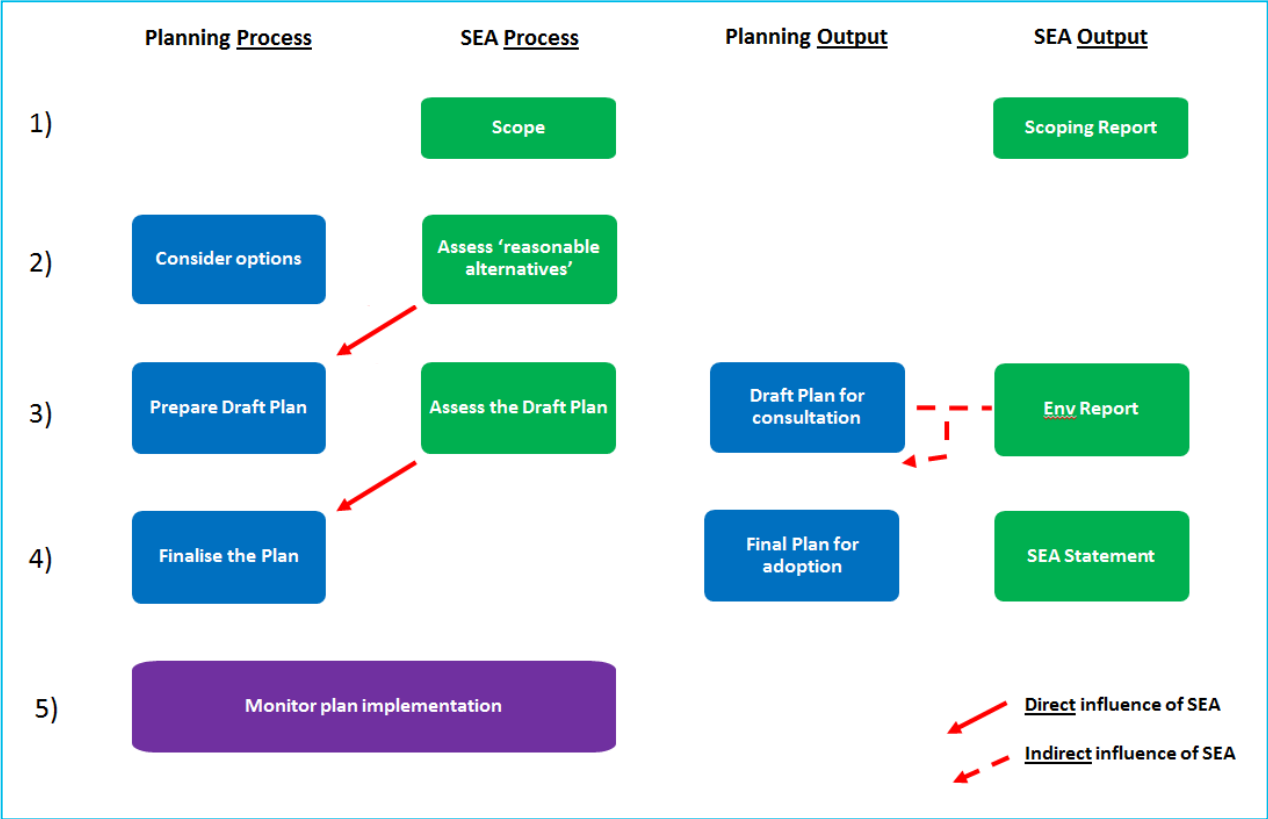 Planning Process
SEA Process
Planning Output
SEA Output
1)
Scope
Scoping Report
2)
Consider options
Assess ‘reasonable
alternatives’
3)
Prepare Draft Plan
Assess the Draft Plan
Draft Plan for
consultation
Env Report
4)
Finalise the Plan
Final Plan for
adoption
SEA Statement
5)
Monitor plan implementation
Direct influence of SEA
Indirect influence of SEA